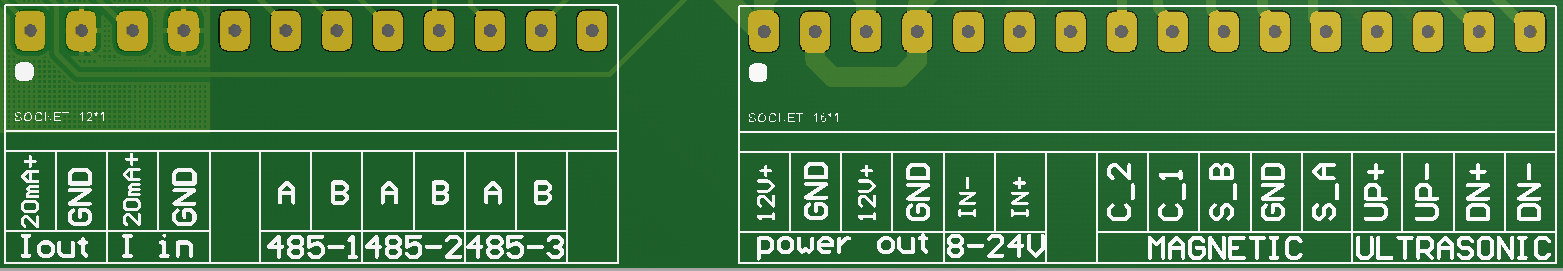 SOCKET 12*1
SOCKET 16*1
20mA+ GND 20mA+ GND A B A B A B
12V+ GND 12V+ GND IN- IN+ C_2 C_1 S_B GND S_A UP+ UP- DN+ DN-
Iout I in 485-1 485-2 485-3
power out 8-24V MAGNETIC ULTRASONIC